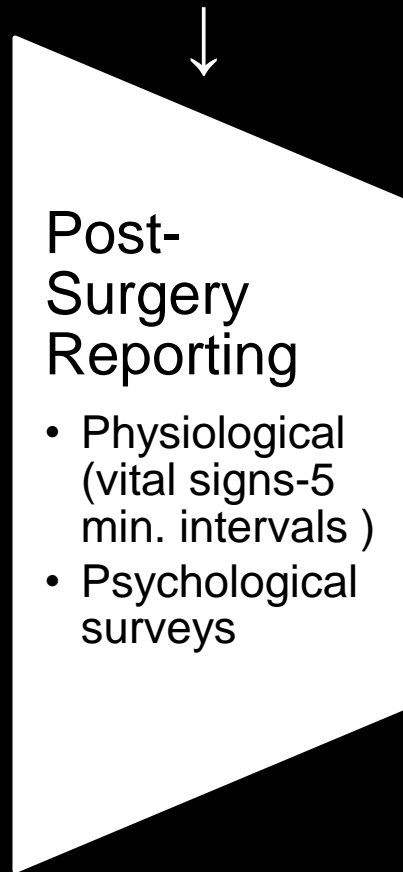 Post-
Surgery
Reporting
• Physiological
(vital signs-5
min. intervals )
• Psychological
surveys